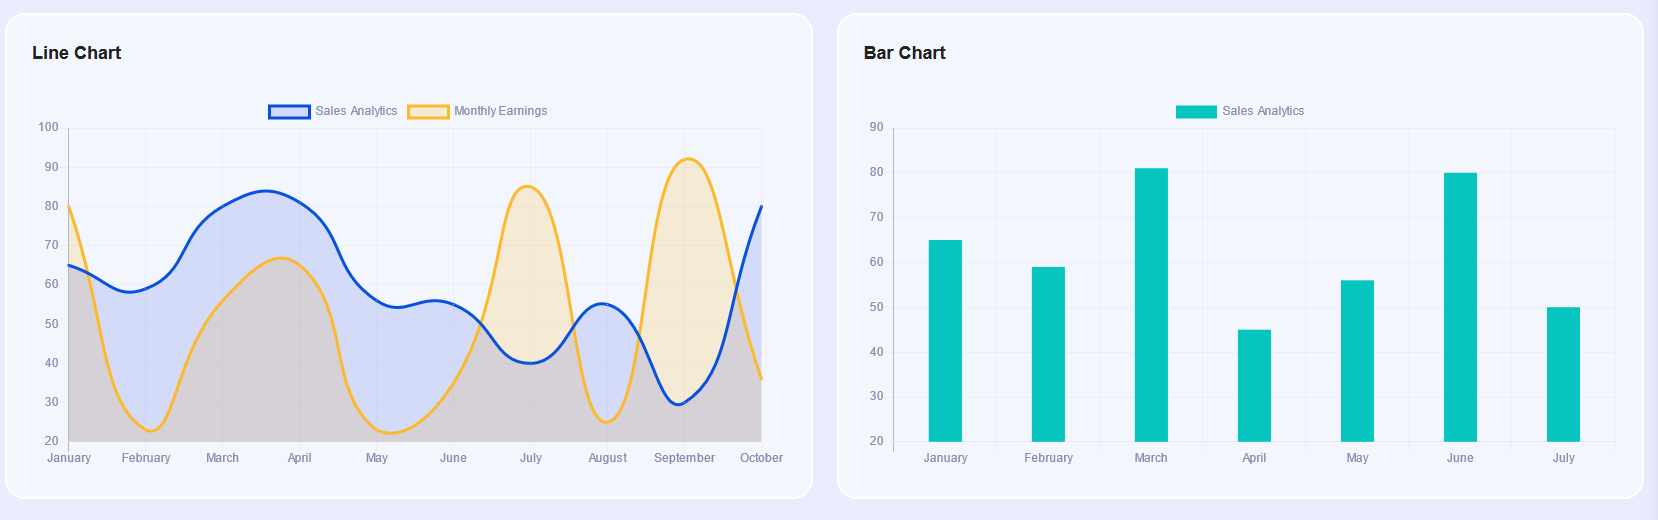 Line Chart
Sales Analytics Monthly Earnings
100
90
80
70
60
50
40
30
20
January February March April May June July August September October
Bar Chart
Sales Analytics
90
80
70
60
50
40
30
20
January February March April May June July